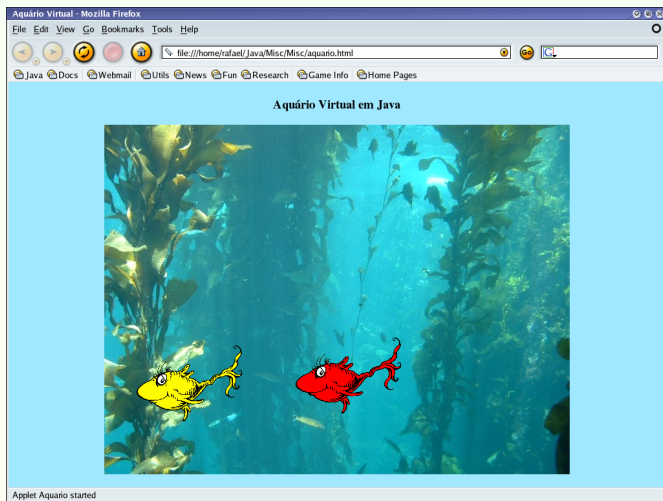 Aquário Virtual - Mozilla Firefox
File Edit View Go Bookmarks Tools Help
file:///home/rafael/Java/Misc/Misc/aquario.html Go G
Java Docs Webmail Utils News Fun Research Game Info Home Pages
Aquário Virtual em Java
Applet Aquario started